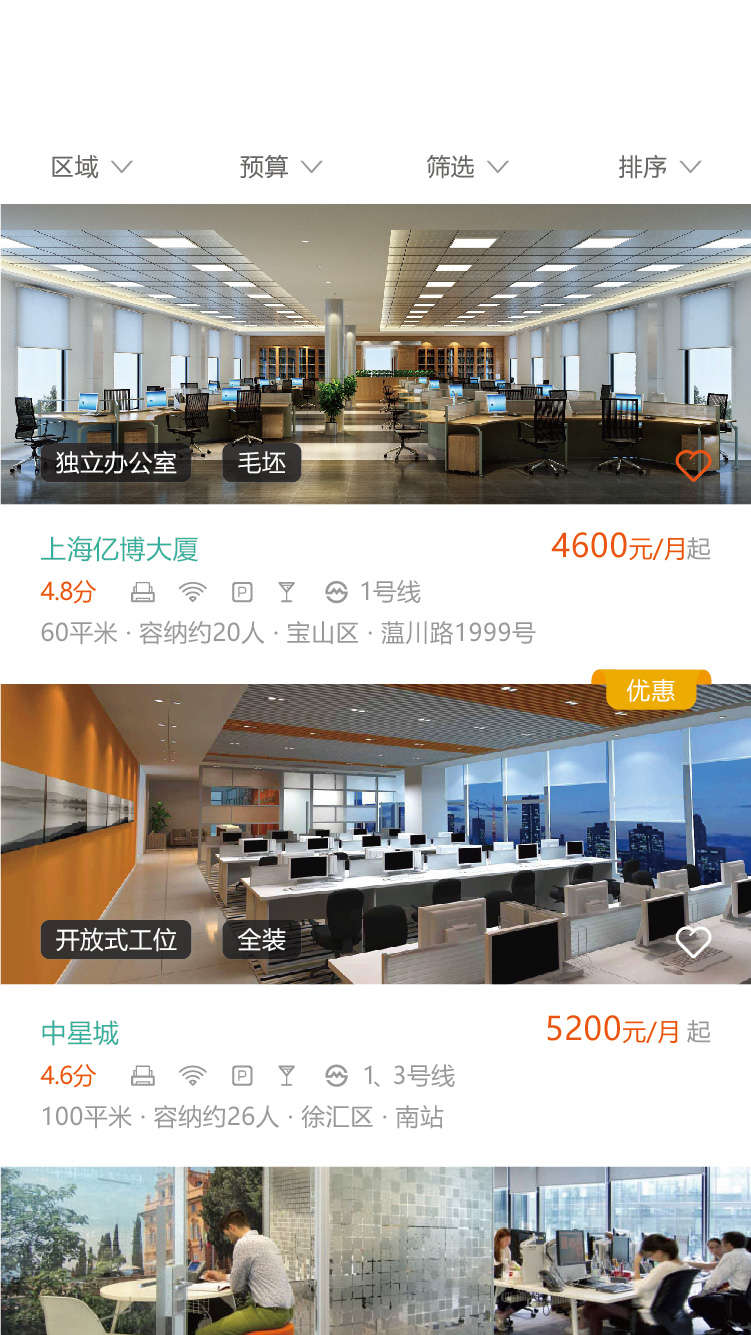 区域 预算 筛选 排序
独立办公室 毛坯
上海亿博大厦 4600元/月起
4.8分 P 1号线
60平米 · 容纳约20人 · 宝山区 · 蕰川路1999号
优惠
开放式工位 全装
中星城 5200元/月 起
4.6分 P 1、3号线
100平米 · 容纳约26人 · 徐汇区 · 南站